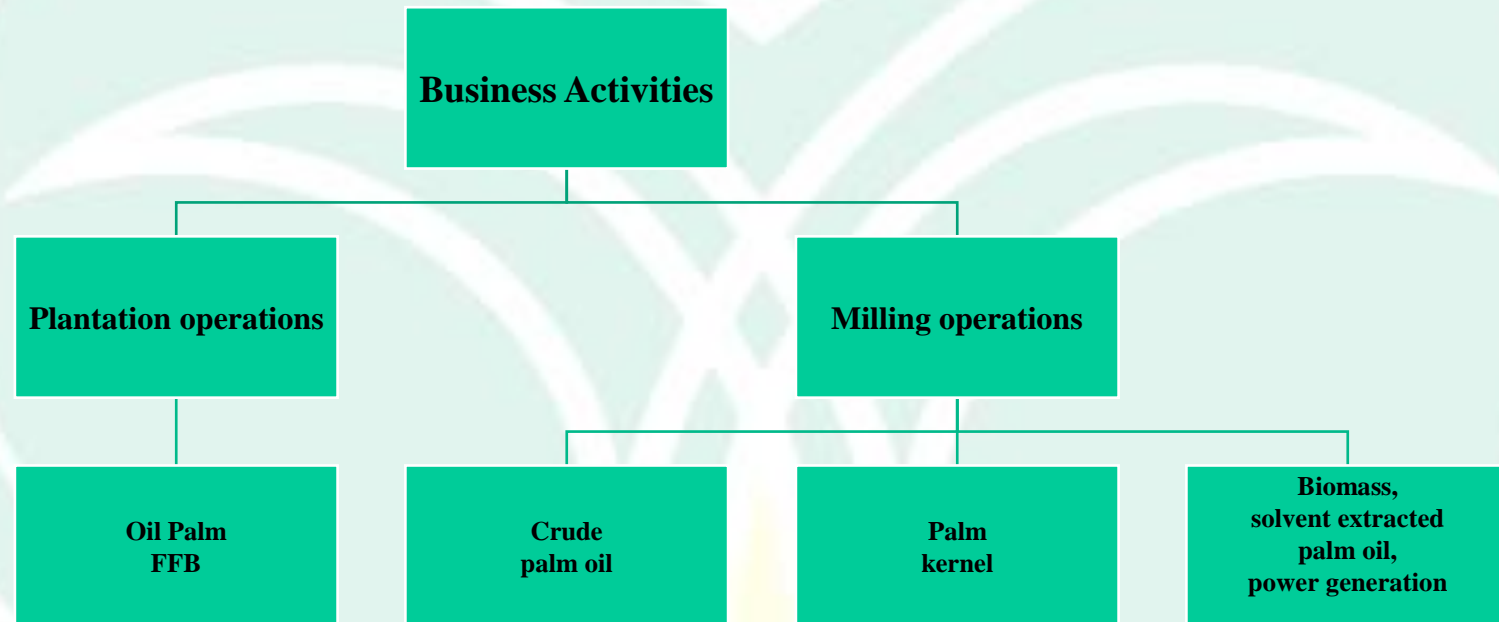 Business Activities
Plantation operations
Milling operations
Oil Palm
FFB
Crude
palm oil
Palm
kernel
Biomass,
solvent extracted
palm oil,
power generation